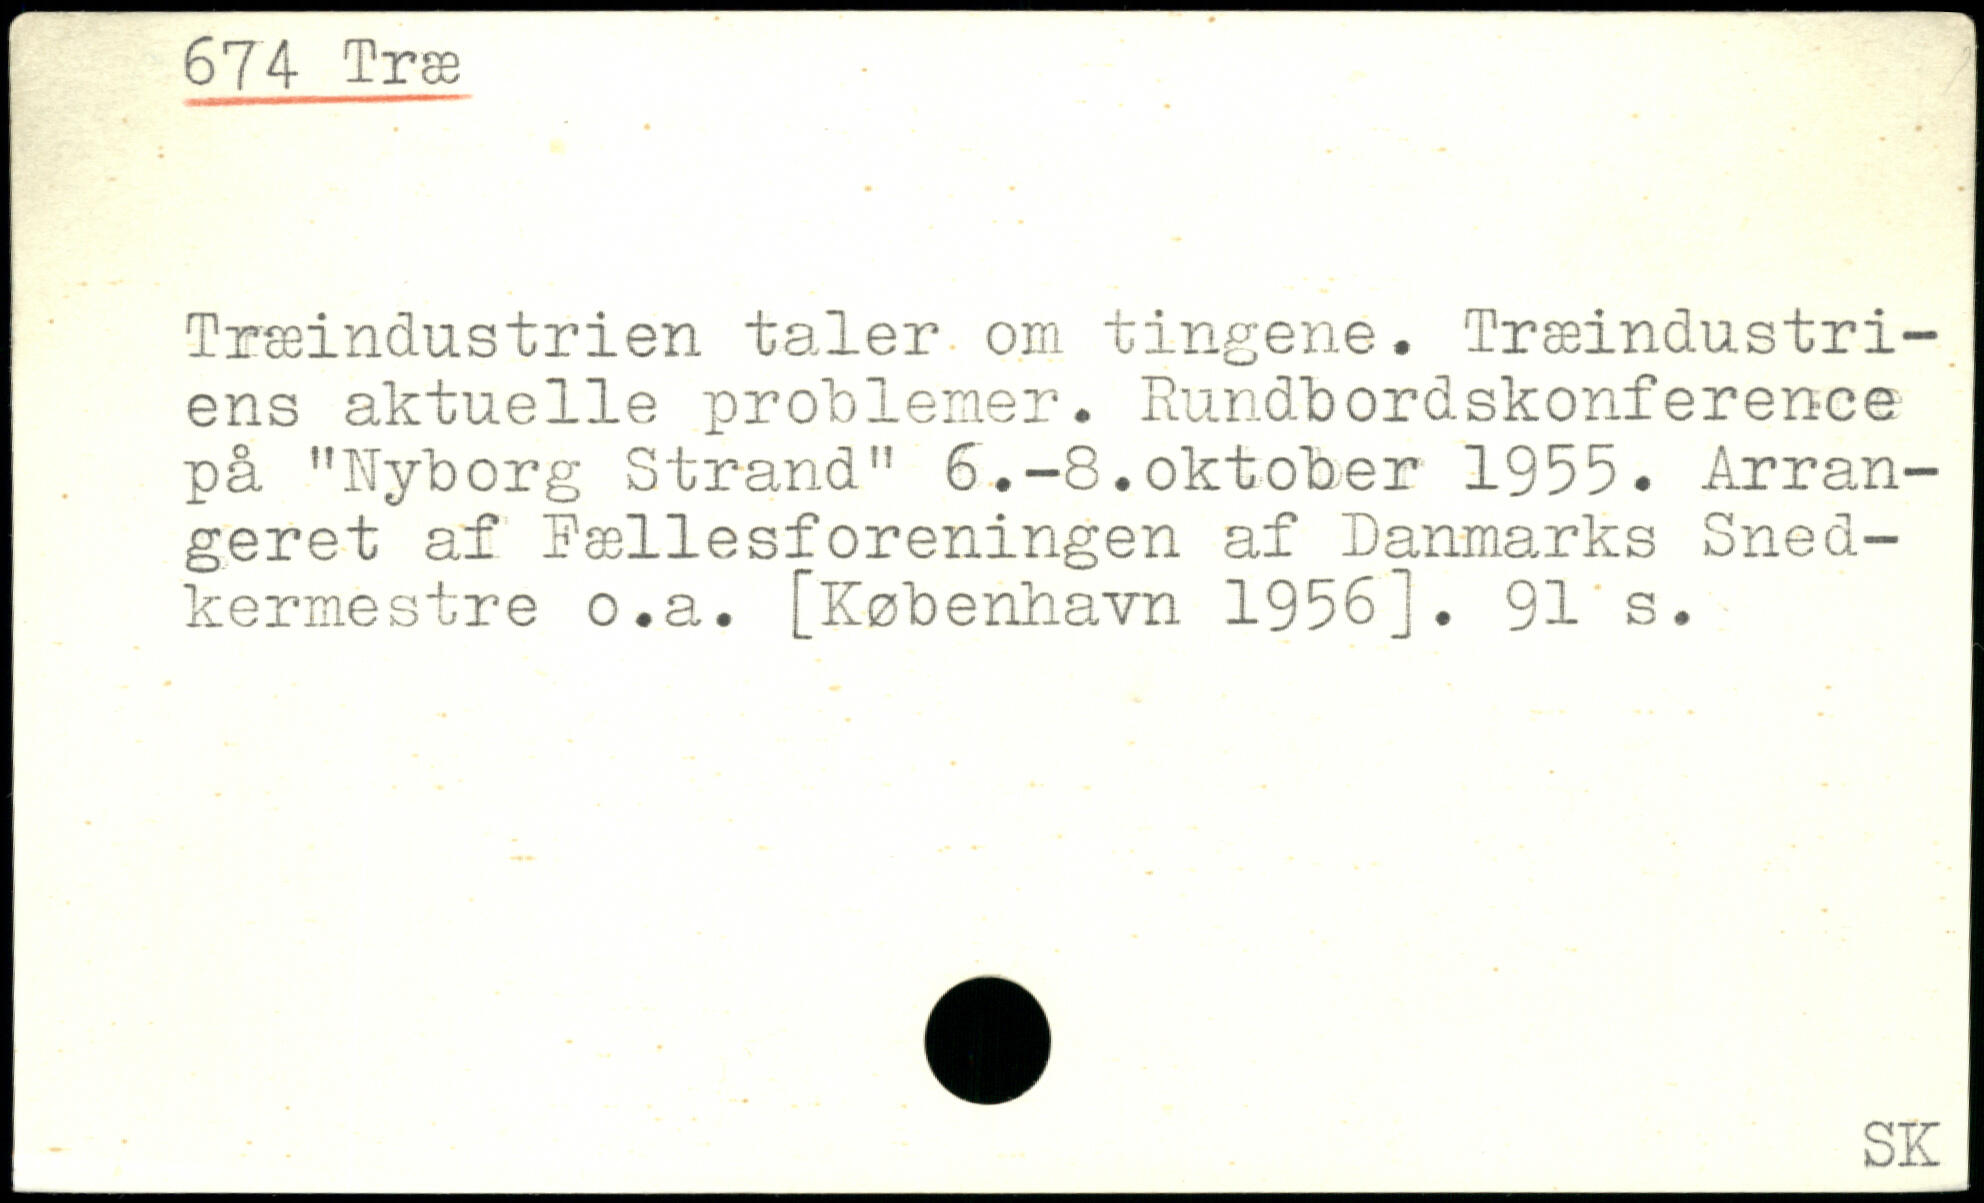 674 Træ
Træindustrien taler om tingene. Træindustri-
ens aktuelle problemer. Rundbordskonference
på "Nyborg Strand" 6.-8.oktober 1955. Arran-
geret af Fællesforeningen af Danmarks Sned-
kermestre o.a. [København 1956]. 91 s.
SK